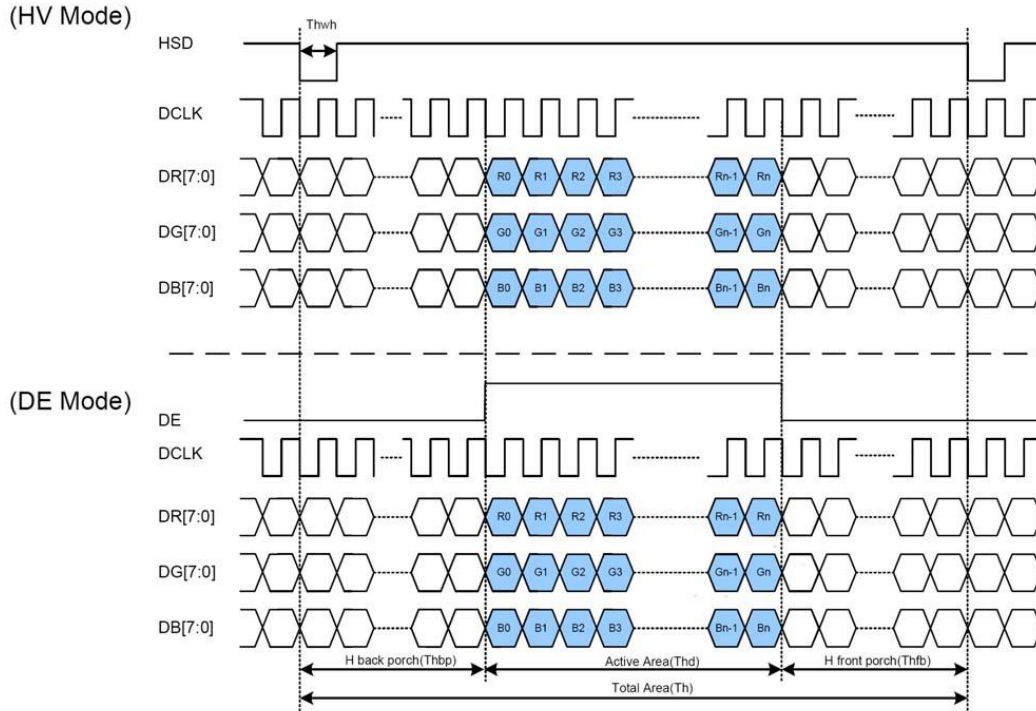 (HV Mode)
Thwh
HSD
DCLK
DR[7:0] R0 R1 R2 R3 Rn-1 Rn
DG[7:0] G0 G1 G2 G3 Gn-1 Gn
DB[7:0] B0 B1 B2 B3 Bn-1 Bn
(DE Mode)
DE
DCLK
DR[7:0] R0 R1 R2 R3 Rn-1 Rn
DG[7:0] G0 G1 G2 G3 Gn-1 Gn
DB[7:0] B0 B1 B2 B3 Bn-1 Bn
H back porch(Thbp) Active Area(Thd) H front porch(Thfb)
Total Area(Th)